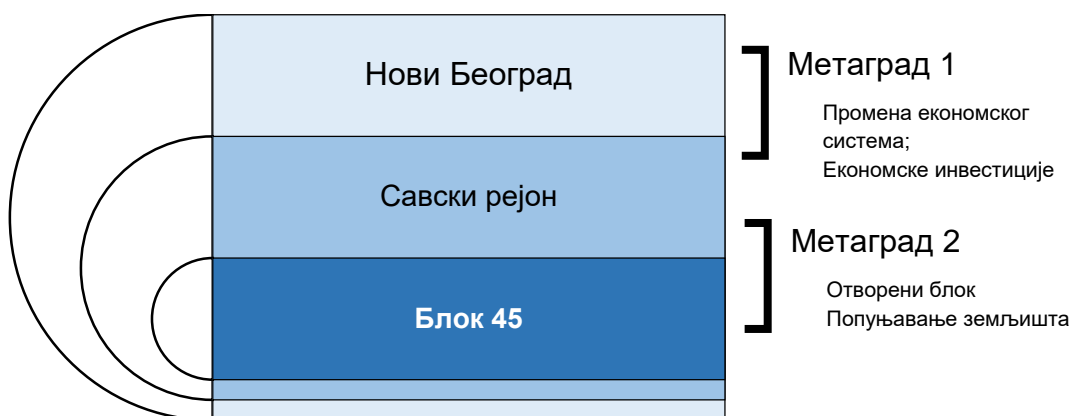 Нови Београд
Савски рејон
Блок 45
Метаград 1
Промена економског
система;
Економске инвестиције
Метаград 2
Отворени блок
Попуњавање земљишта